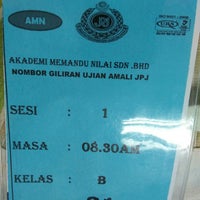 AMN
AKADEMI MEMANDU NILAI SDN .BHD
NOMBOR GILIRAN UJIAN AMALI JPJ
SESI : 1
MASA : 08.30AM
KELAS : B